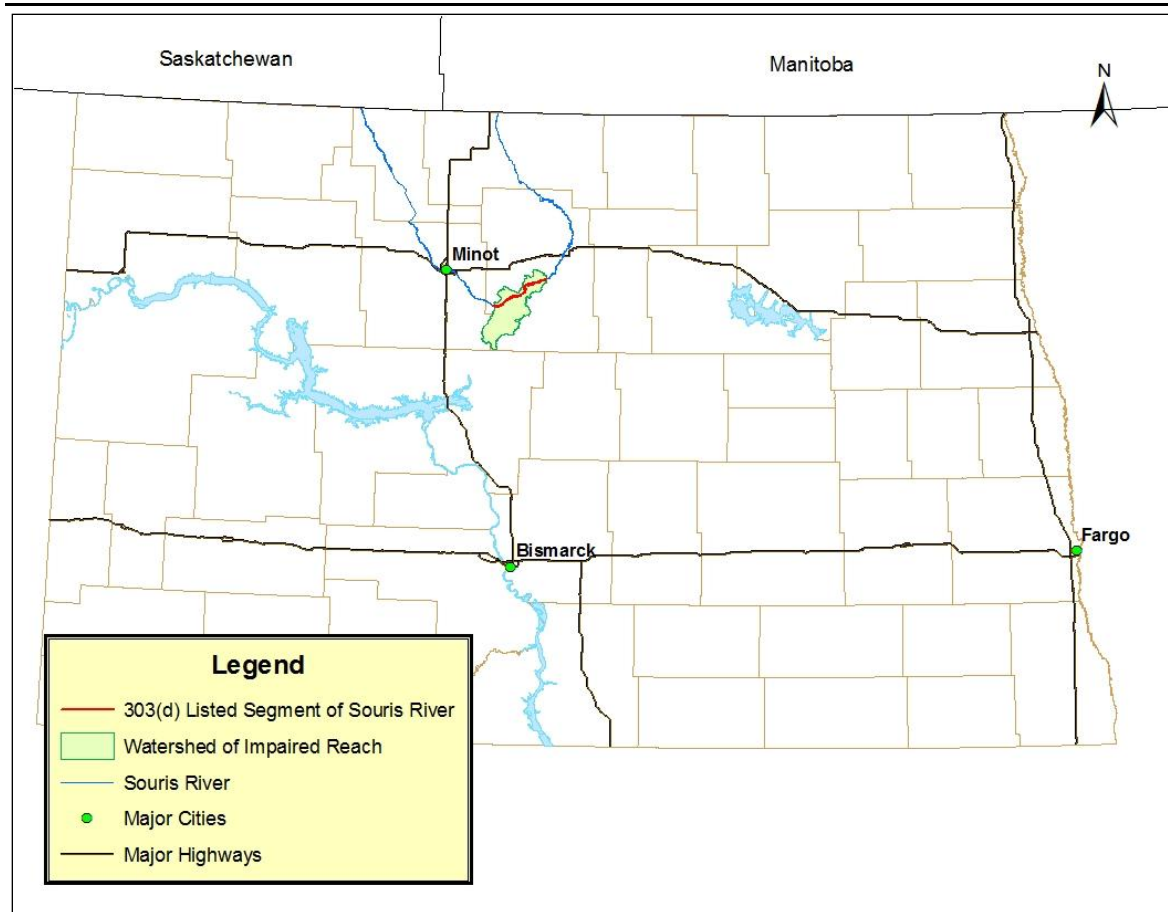 Saskatchewan
Manitoba
N
Minot
Bismarck
Fargo
Legend
303(d) Listed Segment of Souris River
Watershed of Impaired Reach
Souris River
Major Cities
Major Highways